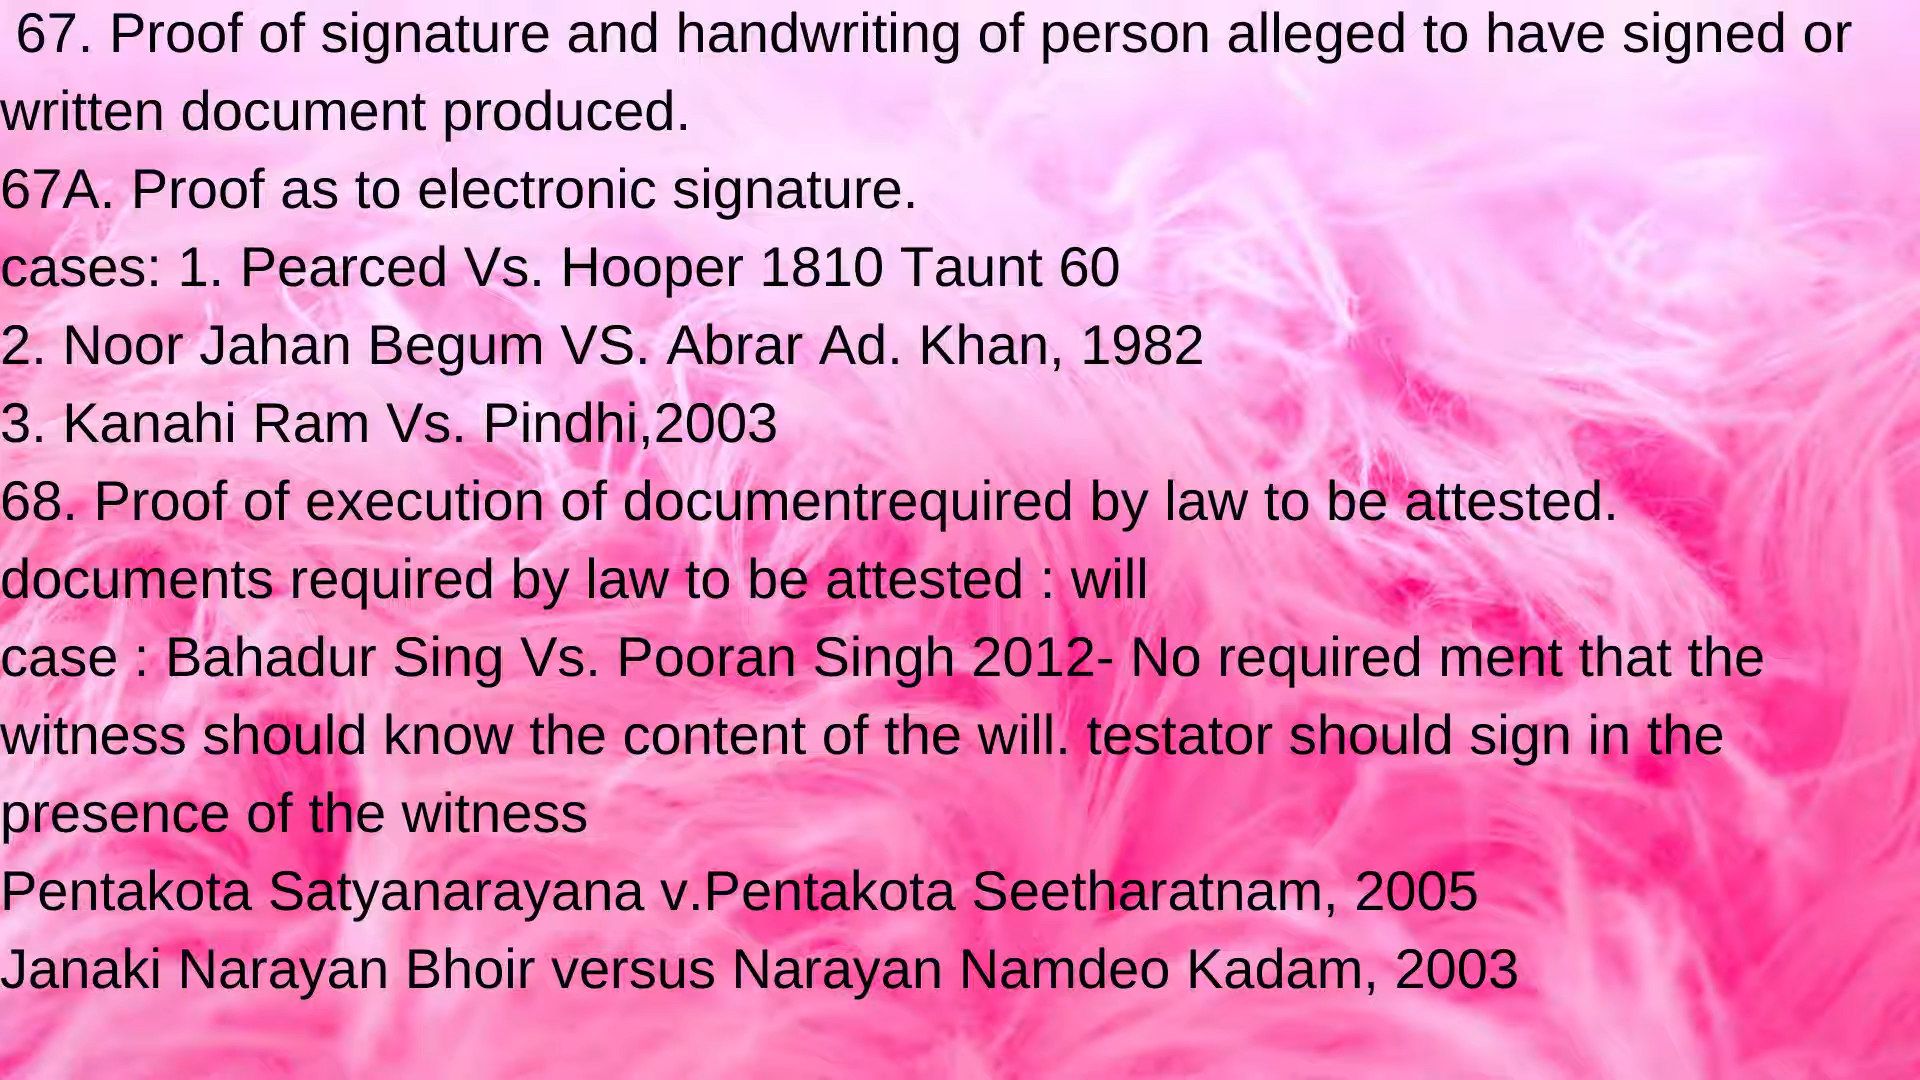 67. Proof of signature and handwriting of person alleged to have signed or
written document produced.
67A. Proof as to electronic signature.
cases: 1. Pearced Vs. Hooper 1810 Taunt 60
2. Noor Jahan Begum VS. Abrar Ad. Khan, 1982
3. Kanahi Ram Vs. Pindhi,2003
68. Proof of execution of documentrequired by law to be attested.
documents required by law to be attested : will
case : Bahadur Sing Vs. Pooran Singh 2012- No required ment that the
witness should know the content of the will. testator should sign in the
presence of the witness
Pentakota Satyanarayana v.Pentakota Seetharatnam, 2005
Janaki Narayan Bhoir versus Narayan Namdeo Kadam, 2003